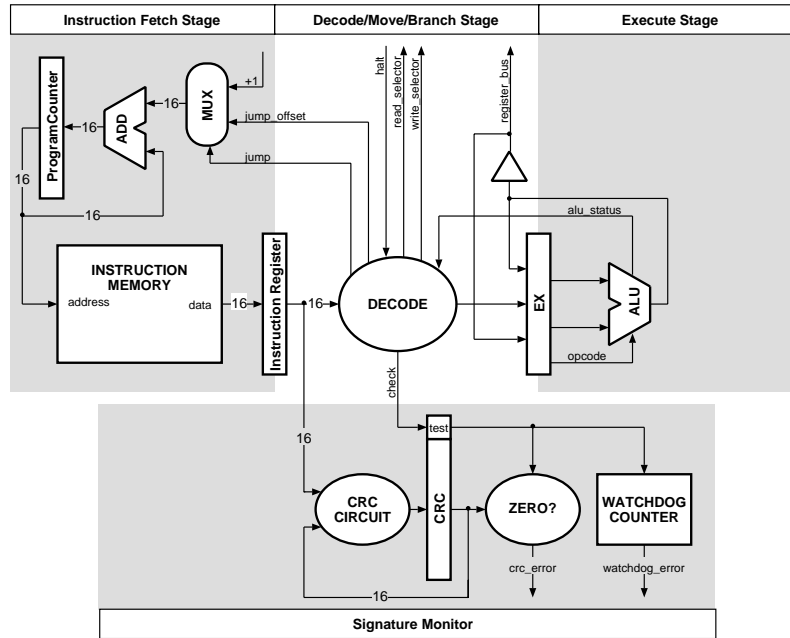 Instruction Fetch Stage
Decode/Move/Branch Stage
Execute Stage
ProgramCounter
16
ADD
16
MUX
+1
jump_offset
jump
halt
read_selector
write_selector
register_bus
16
16
alu_status
INSTRUCTION
MEMORY
address
data
16
Instruction Register
16
DECODE
EX
ALU
opcode
check
16
test
CRC
CIRCUIT
CRC
ZERO?
WATCHDOG
COUNTER
crc_error
watchdog_error
16
Signature Monitor